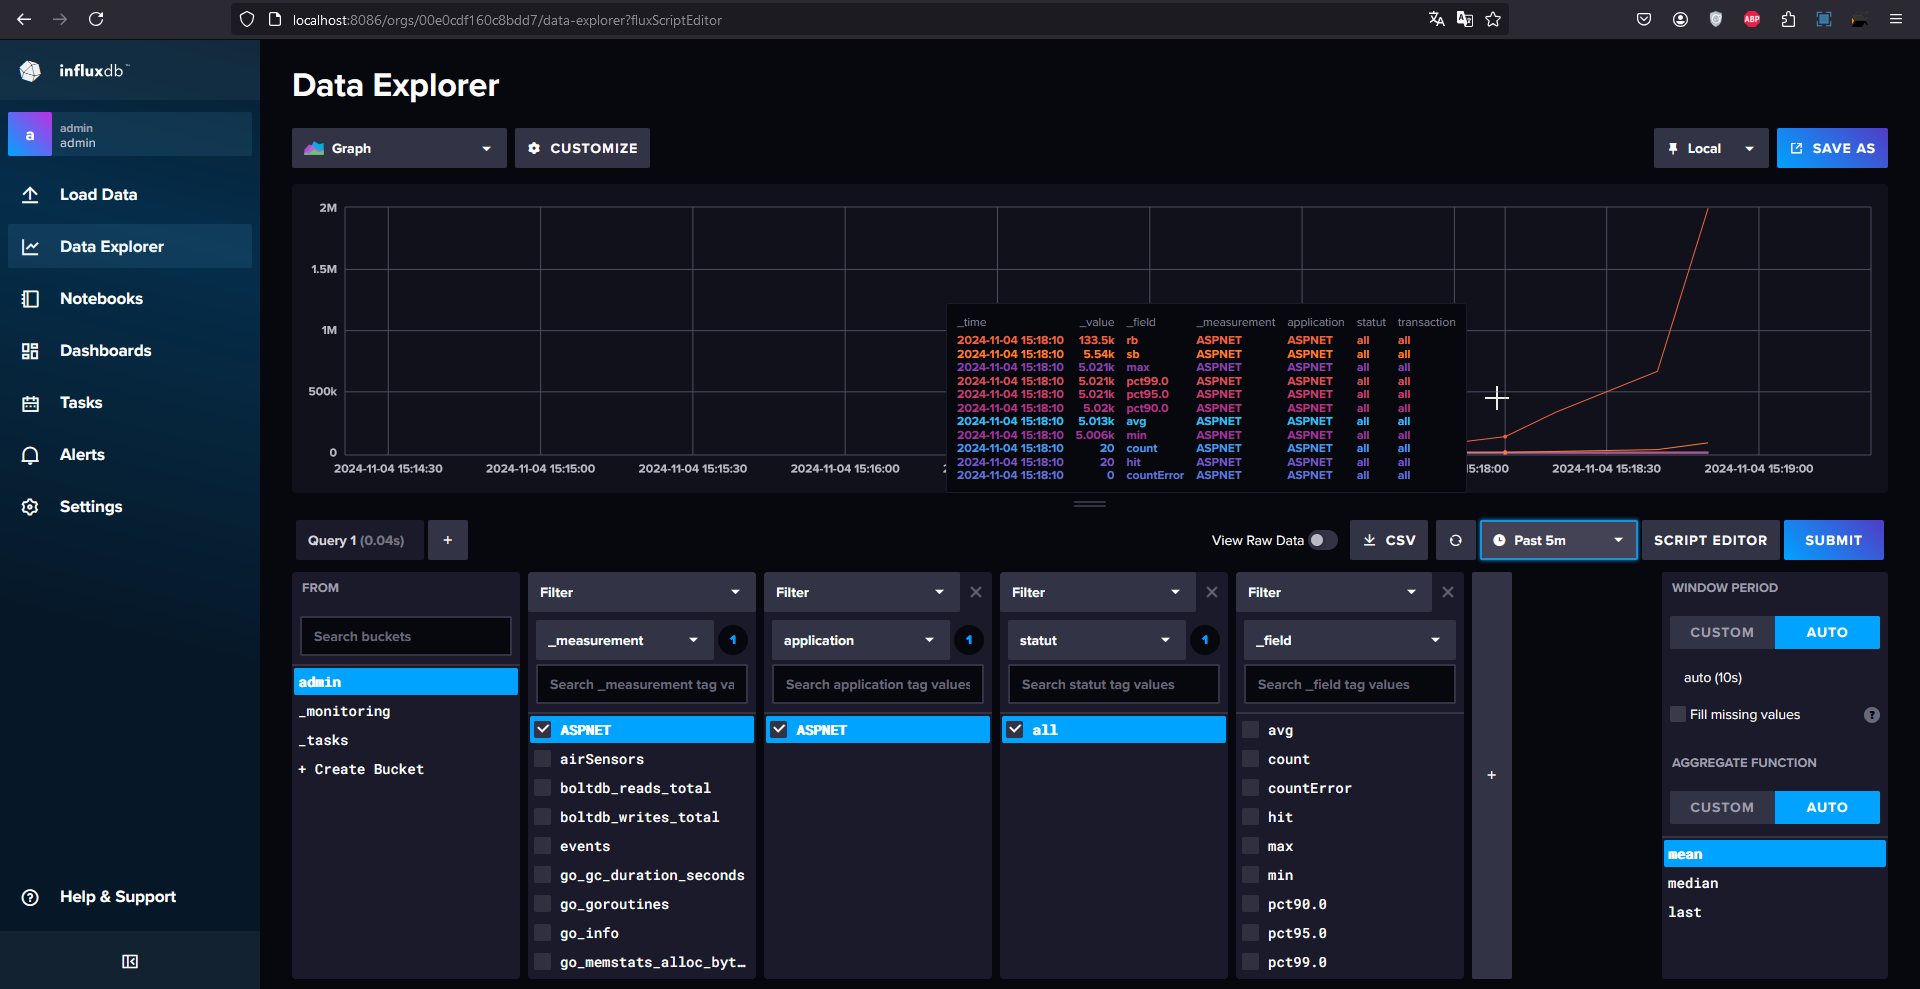 localhost:8086/orgs/00e0cdf160c8bdd7/data-explorer?fluxScriptEditor
ABP
influxdb™
a
admin
admin
Load Data
Data Explorer
Notebooks
Dashboards
Tasks
Alerts
Settings
Help & Support
Data Explorer
Graph
CUSTOMIZE
Local
SAVE AS
2M
1.5M
1M
500k
0
2024-11-04 15:14:30
2024-11-04 15:15:00
2024-11-04 15:15:30
2024-11-04 15:16:00
15:18:00
2024-11-04 15:18:30
2024-11-04 15:19:00
_time _value _field _measurement application statut transaction
2024-11-04 15:18:10 133.5k rb ASPNET ASPNET all all
2024-11-04 15:18:10 5.54k sb ASPNET ASPNET all all
2024-11-04 15:18:10 5.021k max ASPNET ASPNET all all
2024-11-04 15:18:10 5.021k pct99.0 ASPNET ASPNET all all
2024-11-04 15:18:10 5.021k pct95.0 ASPNET ASPNET all all
2024-11-04 15:18:10 5.02k pct90.0 ASPNET ASPNET all all
2024-11-04 15:18:10 5.013k avg ASPNET ASPNET all all
2024-11-04 15:18:10 5.006k min ASPNET ASPNET all all
2024-11-04 15:18:10 20 count ASPNET ASPNET all all
2024-11-04 15:18:10 20 hit ASPNET ASPNET all all
2024-11-04 15:18:10 0 countError ASPNET ASPNET all all
Query 1 (0.04s)
+
View Raw Data
CSV
Past 5m
SCRIPT EDITOR
SUBMIT
FROM
Search buckets
admin
_monitoring
_tasks
+ Create Bucket
Filter
_measurement
1
Search _measurement tag va
ASPNET
airSensors
boltdb_reads_total
boltdb_writes_total
events
go_gc_duration_seconds
go_goroutines
go_info
go_memstats_alloc_byt…
Filter
application
1
Search application tag values
ASPNET
Filter
statut
1
Search statut tag values
all
Filter
_field
Search _field tag values
avg
count
countError
hit
max
min
pct90.0
pct95.0
pct99.0
+
WINDOW PERIOD
CUSTOM
AUTO
auto (10s)
Fill missing values
?
AGGREGATE FUNCTION
CUSTOM
AUTO
mean
median
last